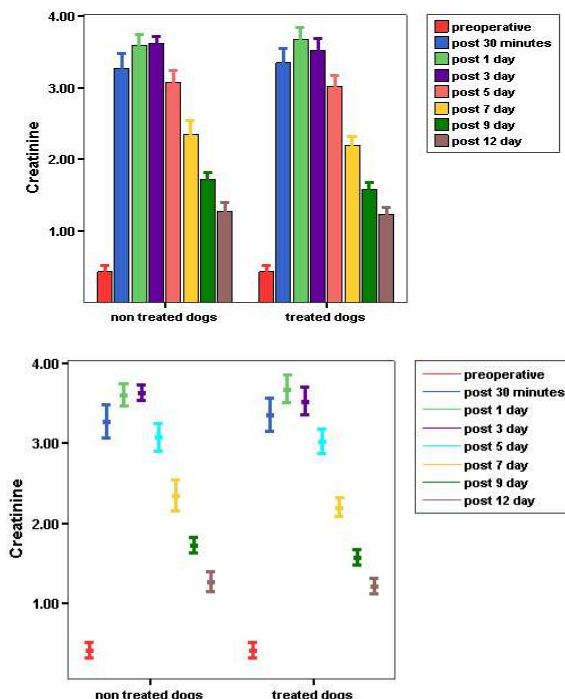 4.00
3.00
2.00
1.00
Creatinine
non treated dogs
treated dogs
preoperative
post 30 minutes
post 1 day
post 3 day
post 5 day
post 7 day
post 9 day
post 12 day
4.00
3.00
2.00
1.00
Creatinine
non treated dogs
treated dogs
preoperative
post 30 minutes
post 1 day
post 3 day
post 5 day
post 7 day
post 9 day
post 12 day